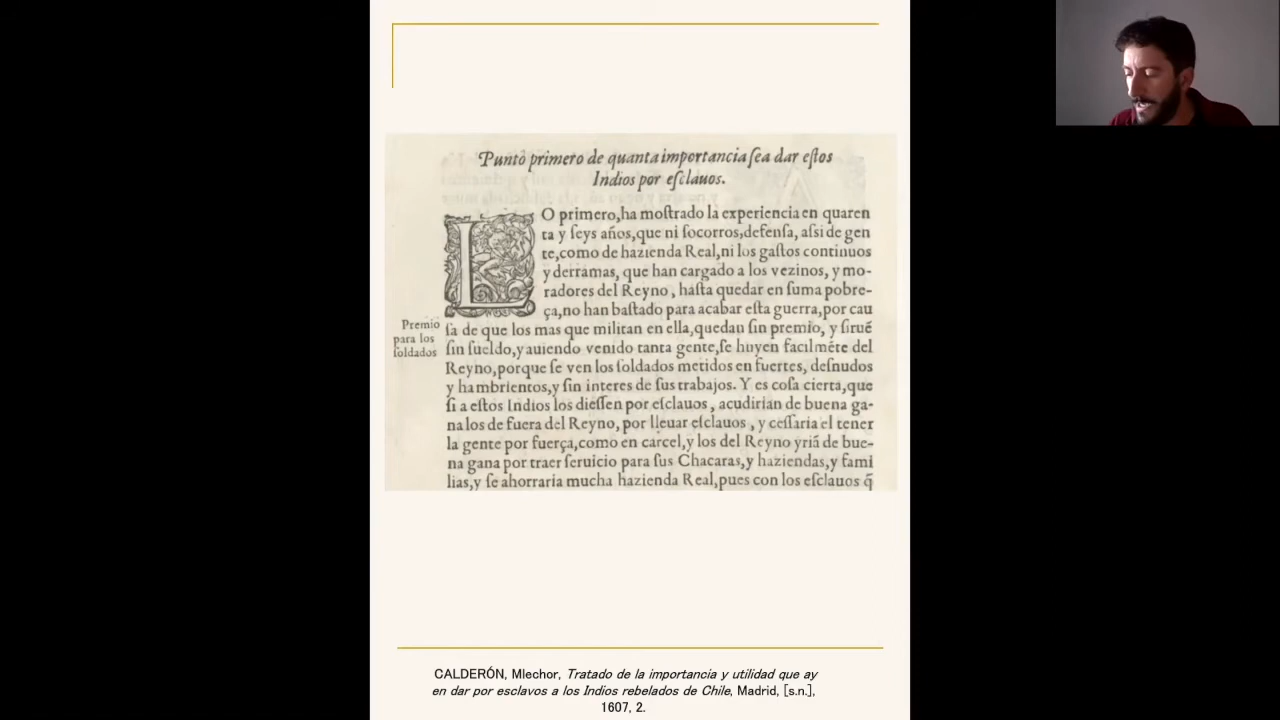 Punto primero de quanta importancia ſea dar eſtos
Indios por eſclauos.
LO primero,ha moſtrado la experiencia en quaren
ta y ſeys años,que ni ſocorros,defenſa, aſsi de gen
te,como de hazienda Real,ni los gaſtos continuos
y derramas, que han cargado a los vezinos, y mo-
radores del Reyno, haſta quedar en ſuma pobre-
ça,no han baſtado para acabar eſta guerra,por cau
ſa de que los mas que militan en ella,quedan ſin premio, y ſiruẽ
ſin ſueldo,y auiendo venido tanta gente,ſe huyen facilmẽte del
Reyno,porque ſe ven los ſoldados metidos en fuertes, deſnudos
y hambrientos,y ſin interes de ſus trabajos. Y es coſa cierta,que
ſi a eſtos Indios los dieſſen por eſclauos, acudirian de buena ga-
na los de fuera del Reyno, por lleuar eſclauos, y ceſſaria el tener
la gente por fuerça,como en carcel,y los del Reyno yriã de bue-
na gana por traer ſeruicio para ſus Chacaras,y haziendas,y fami
lias,y ſe ahorraria mucha hazienda Real,pues con los eſclauos q̃
Premio
para los
ſoldados
CALDERÓN, Mlechor, Tratado de la importancia y utilidad que ay
en dar por esclavos a los Indios rebelados de Chile, Madrid, [s.n.],
1607, 2.